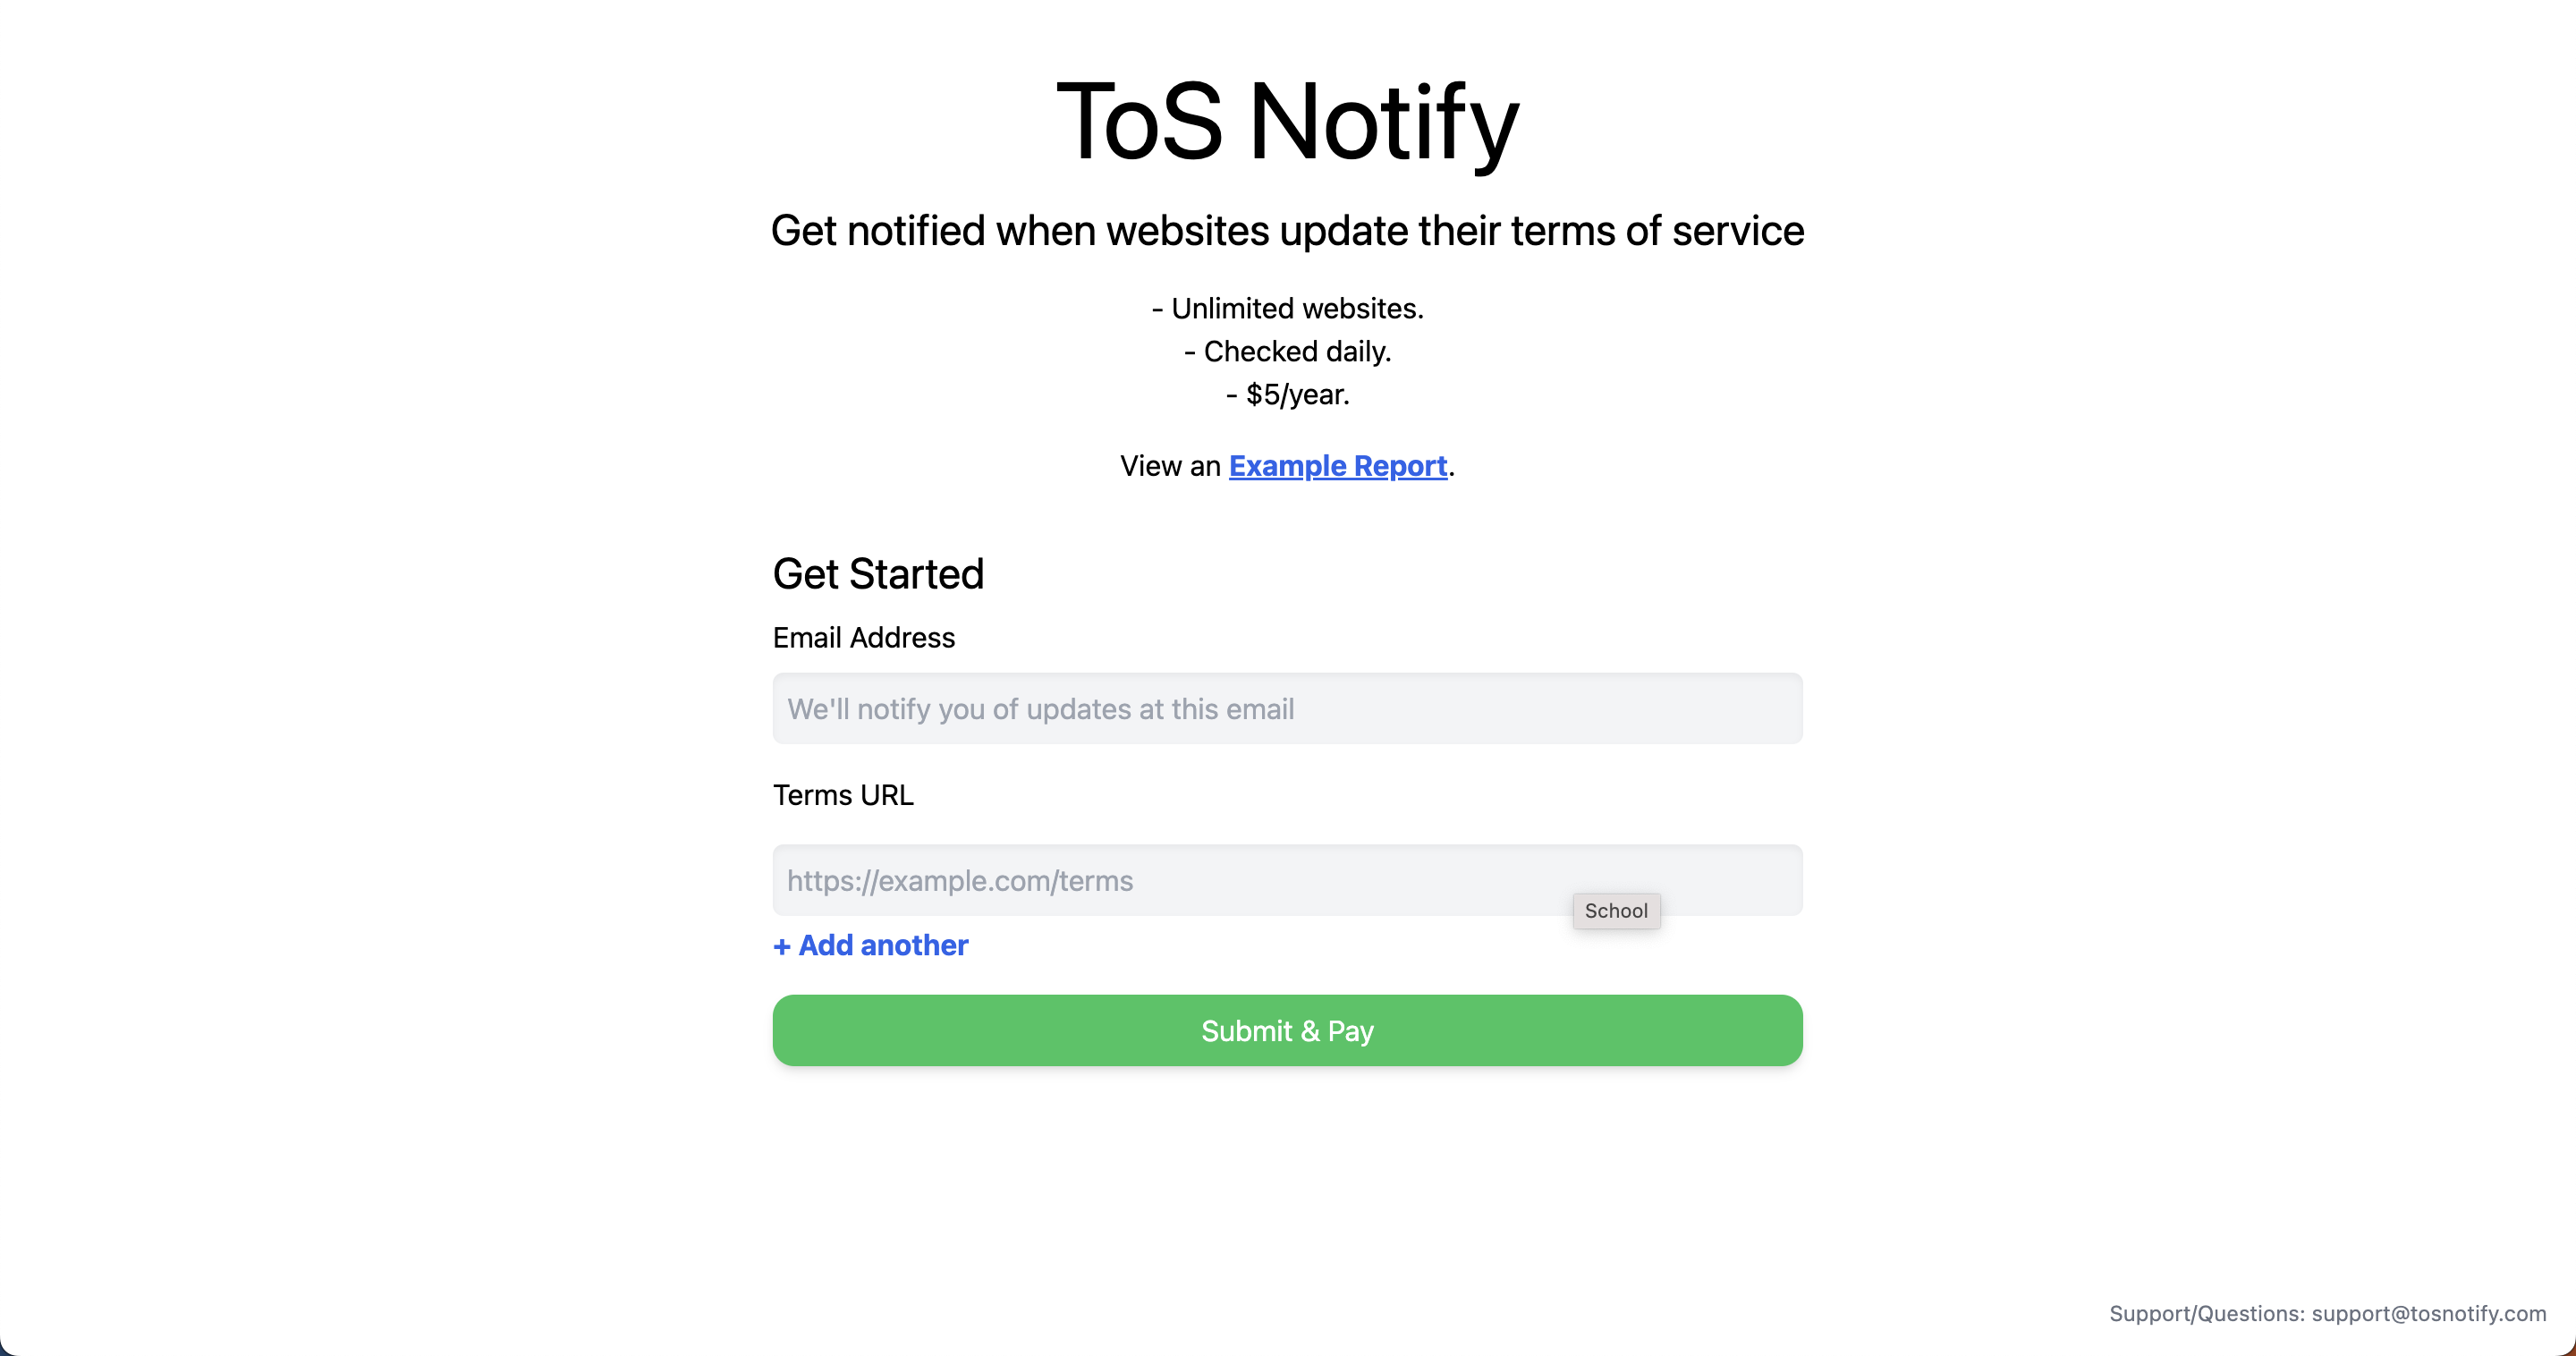 ToS Notify
Get notified when websites update their terms of service
- Unlimited websites.
- Checked daily.
- $5/year.
View an Example Report.
Get Started
Email Address
We'll notify you of updates at this email
Terms URL
https://example.com/terms
School
+ Add another
Submit & Pay
Support/Questions: support@tosnotify.com